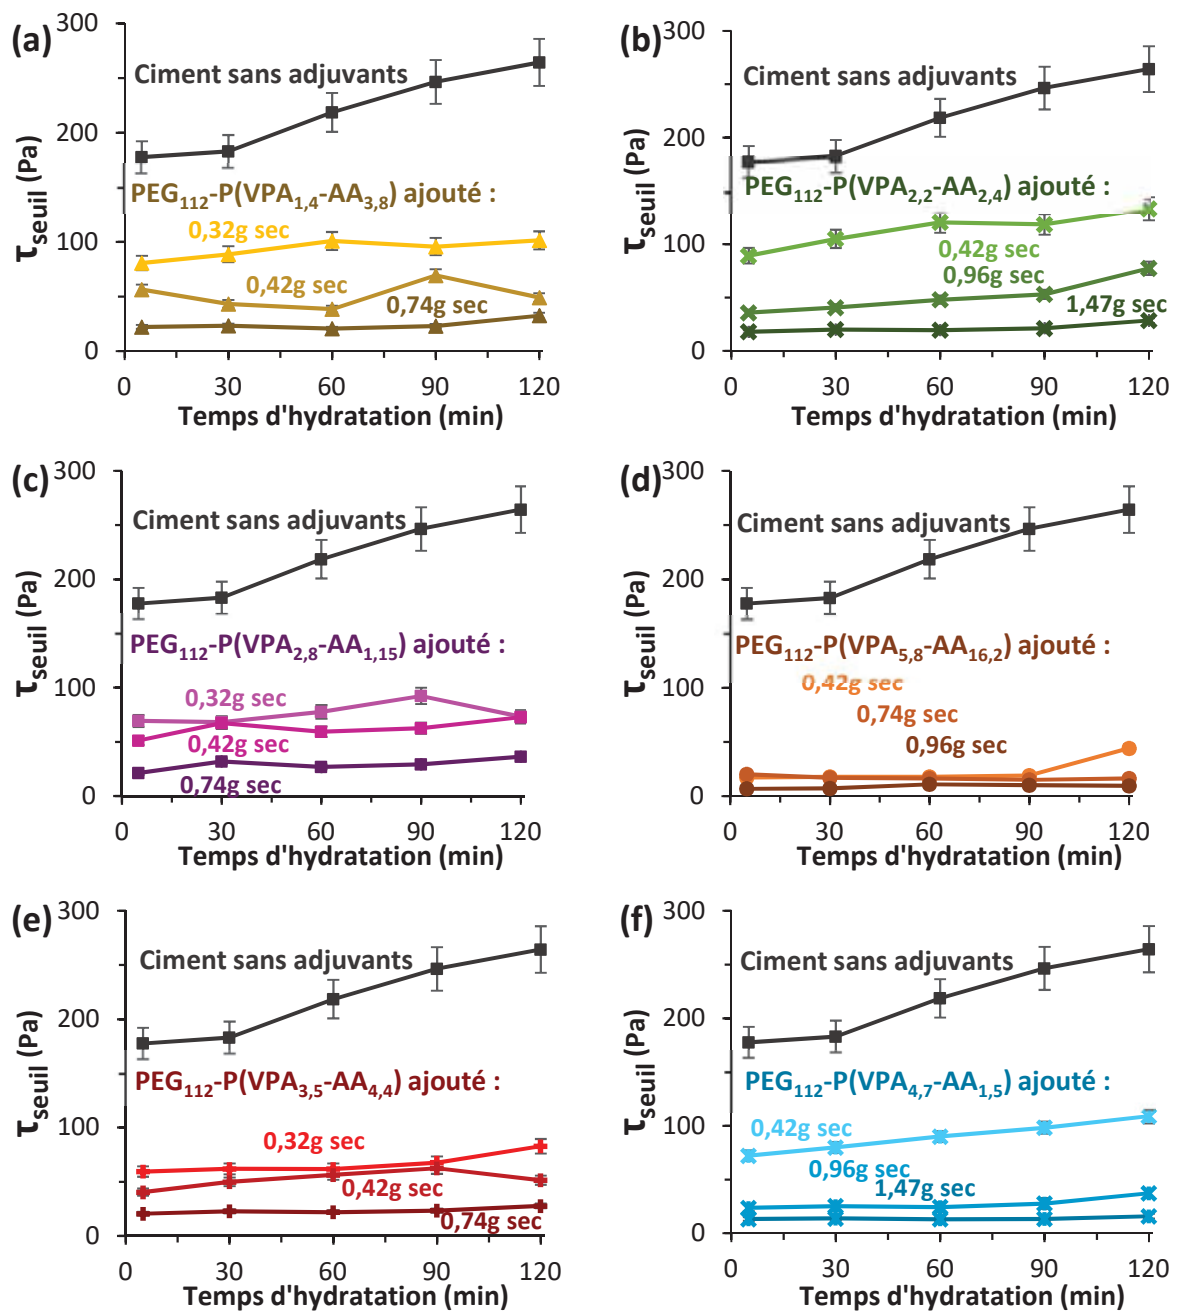 (a)
300
200
100
0
τseuil (Pa)
Ciment sans adjuvants
PEG112-P(VPA1,4-AA3,8) ajouté :
0,32g sec
0,42g sec
0,74g sec
0 30 60 90 120
Temps d'hydratation (min)
(b)
300
200
100
0
τseuil (Pa)
Ciment sans adjuvants
PEG112-P(VPA2,2-AA2,4) ajouté :
0,42g sec
0,96g sec
1,47g sec
0 30 60 90 120
Temps d'hydratation (min)
(c)
300
200
100
0
τseuil (Pa)
Ciment sans adjuvants
PEG112-P(VPA2,8-AA1,15) ajouté :
0,32g sec
0,42g sec
0,74g sec
0 30 60 90 120
Temps d'hydratation (min)
(d)
300
200
100
0
τseuil (Pa)
Ciment sans adjuvants
PEG112-P(VPA5,8-AA16,2) ajouté :
0,42g sec
0,74g sec
0,96g sec
0 30 60 90 120
Temps d'hydratation (min)
(e)
300
200
100
0
τseuil (Pa)
Ciment sans adjuvants
PEG112-P(VPA3,5-AA4,4) ajouté :
0,32g sec
0,42g sec
0,74g sec
0 30 60 90 120
Temps d'hydratation (min)
(f)
300
200
100
0
τseuil (Pa)
Ciment sans adjuvants
PEG112-P(VPA4,7-AA1,5) ajouté :
0,42g sec
0,96g sec
1,47g sec
0 30 60 90 120
Temps d'hydratation (min)